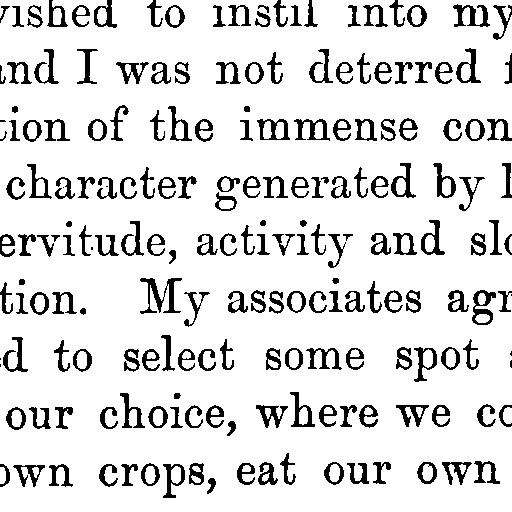 vished to instil into my
and I was not deterred f
tion of the immense con
character generated by
ervitude, activity and slo
tion. My associates agr
ed to select some spot
our choice, where we co
own crops, eat our own